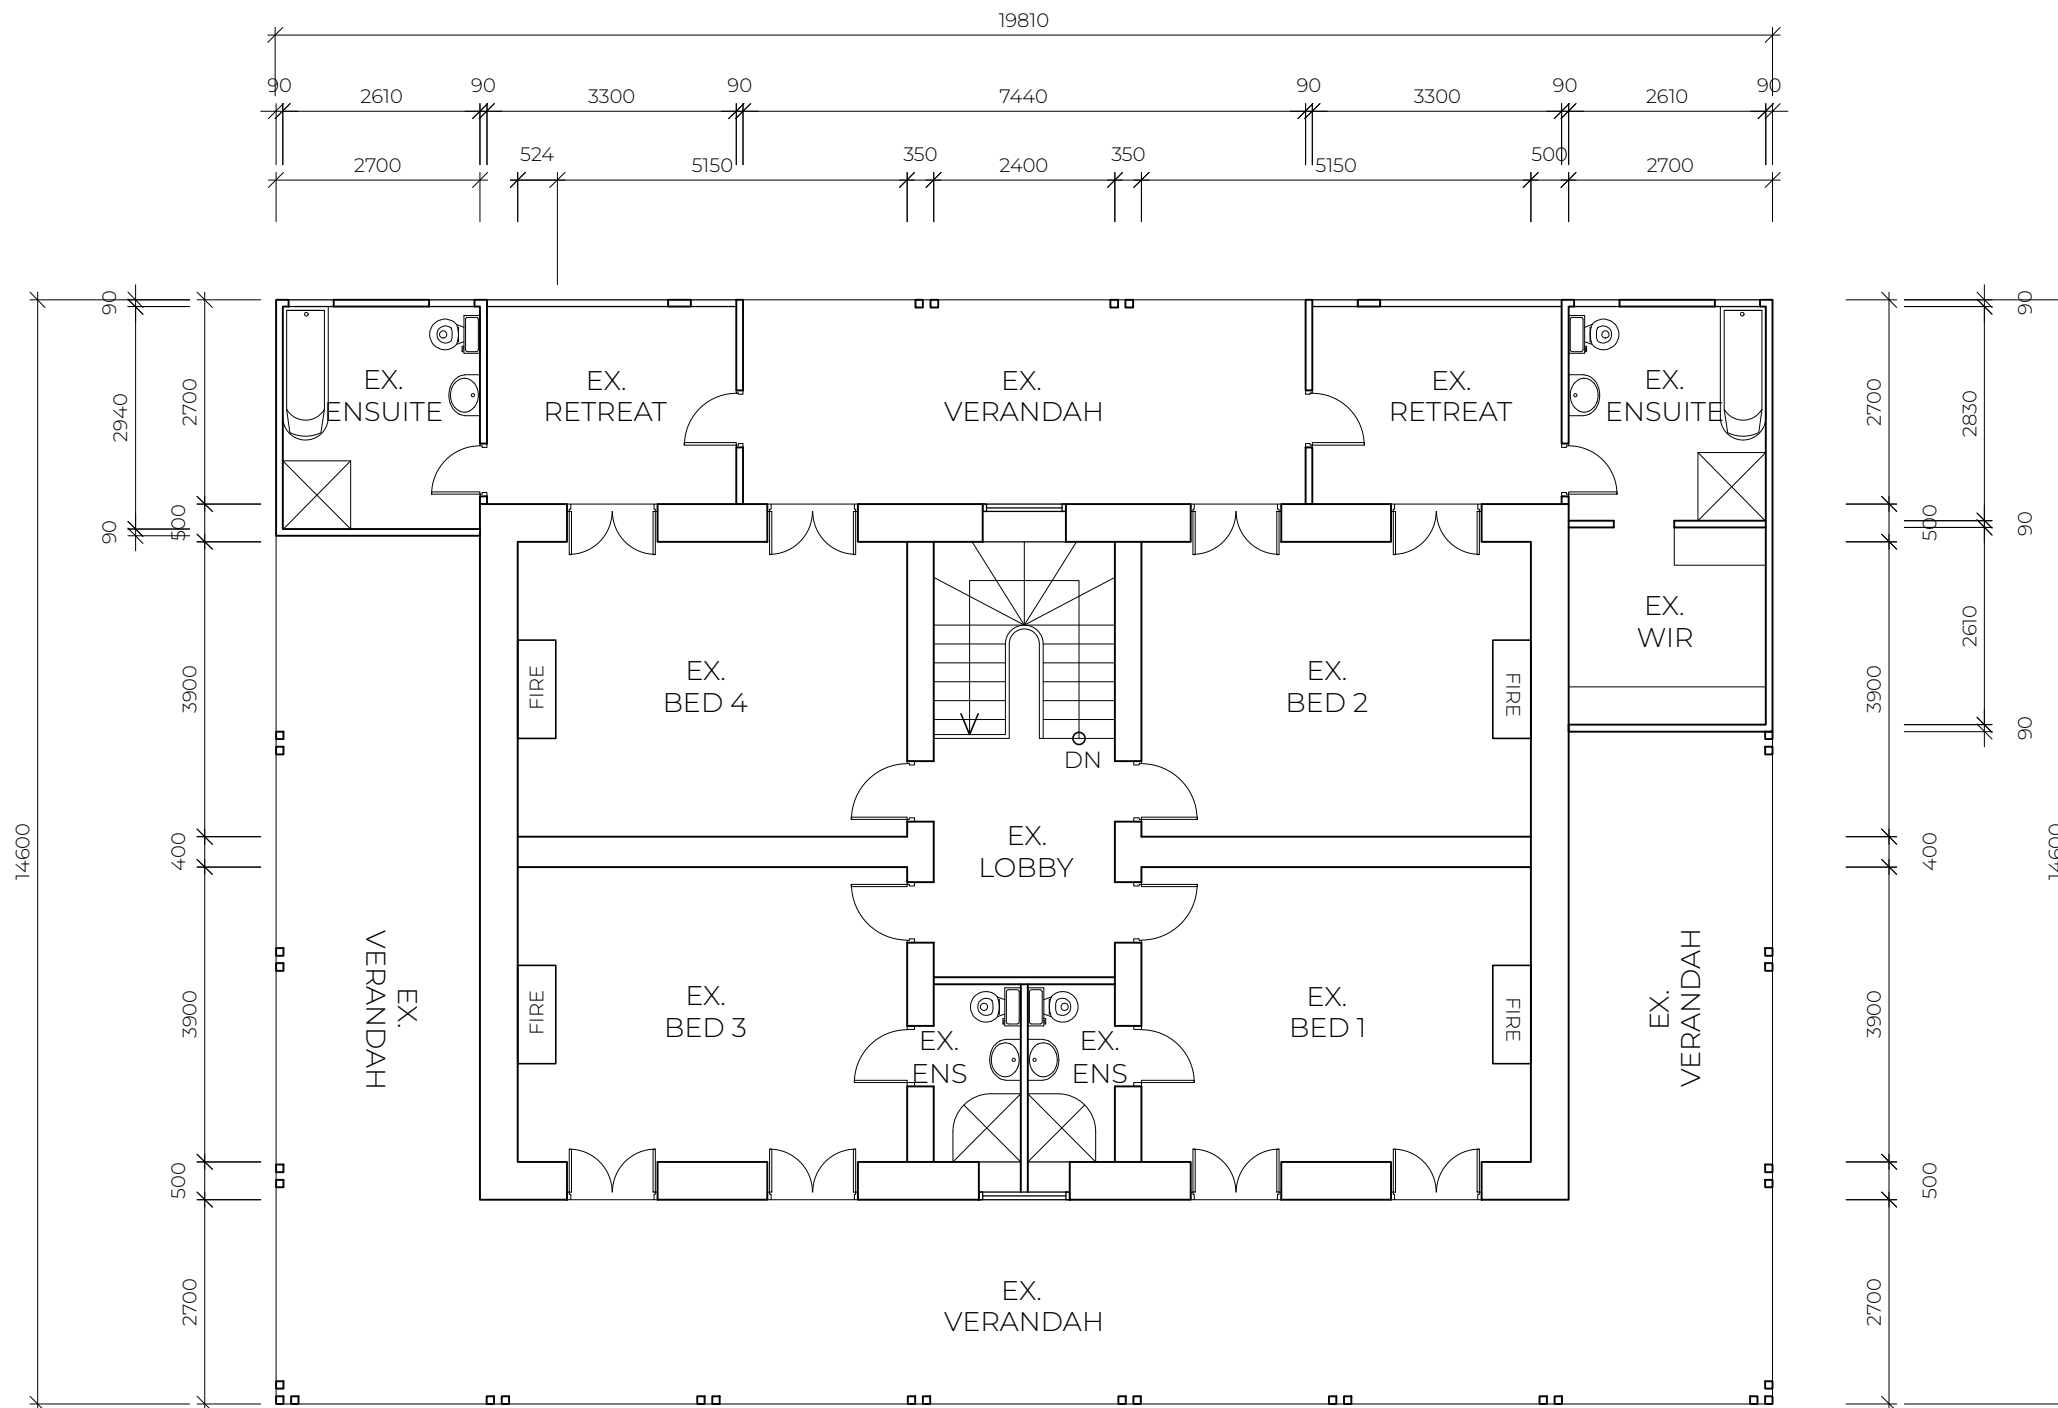 19810
90 2610 90 3300 90 7440 90 3300 90 2610 90
2700 524 5150 350 2400 350 5150 500 2700
90
2940
90
2700
500
3900
400
3900
500
2700
14600
EX.
ENSUITE
EX.
RETREAT
EX.
VERANDAH
EX.
RETREAT
EX.
ENSUITE
EX.
WIR
FIRE
EX.
BED 4
DN
EX.
BED 2
FIRE
EX.
LOBBY
EX.
VERANDAH
FIRE
EX.
BED 3
EX.
ENS
EX.
ENS
EX.
BED 1
FIRE
EX.
VERANDAH
EX.
VERANDAH
2700
500
3900
400
3900
500
2700
90
2830
90
2610
90
14600